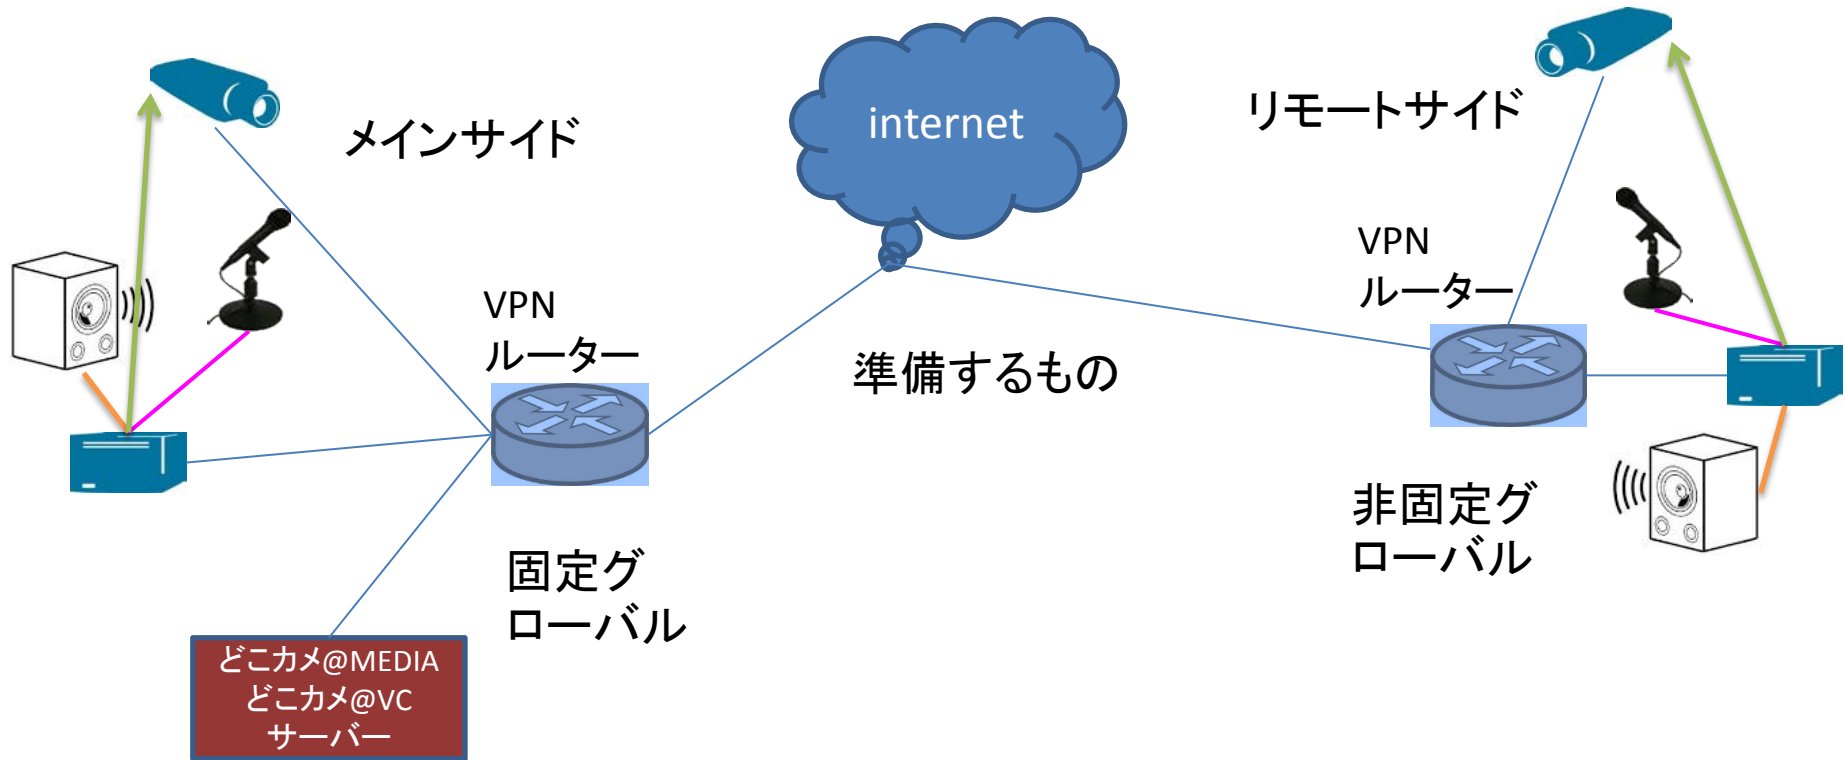 メインサイド
internet
リモートサイド
VPN
ルーター
VPN
ルーター
準備するもの
固定グ
ローバル
非固定グ
ローバル
どこカメ@MEDIA
どこカメ@VC
サーバー